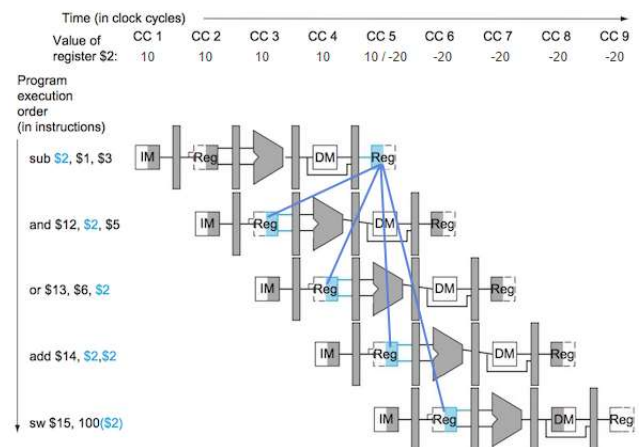 Time (in clock cycles)
Value of register $2:
CC 1 CC 2 CC 3 CC 4 CC 5 CC 6 CC 7 CC 8 CC 9
10 10 10 10 10 / -20 -20 -20 -20 -20
Program
execution
order
(in instructions)
sub $2, $1, $3
IM Reg DM Reg
and $12, $2, $5
IM Reg DM Reg
or $13, $6, $2
IM Reg DM Reg
add $14, $2,$2
IM Reg DM Reg
sw $15, 100($2)
IM Reg DM Reg